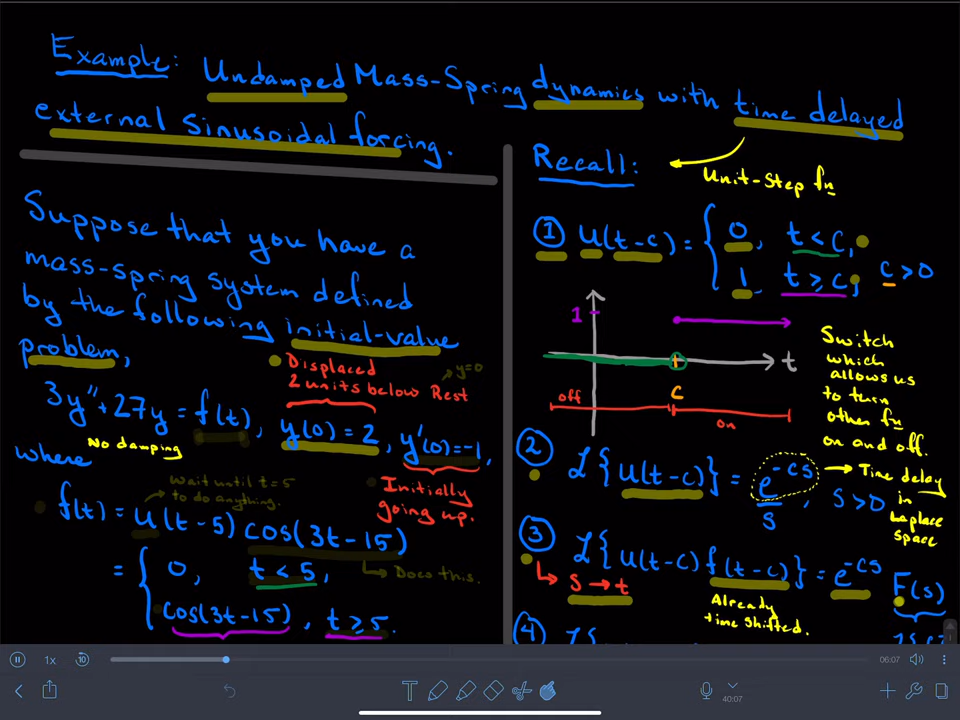 Example: Undamped Mass-Spring dynamics with time delayed
external sinusoidal forcing.
Suppose that you have a
mass-spring system defined
by the following initial-value
problem,
Displaced
2 units below Rest
y=0
3y''+27y = f(t), y(0)=2, y'(0)=-1,
No damping
where
Initially
going up.
Wait until t=5
to do anything.
f(t) = u(t-5) cos(3t-15)
Does this.
= { 0, t < 5,
cos(3t-15), t ≥ 5.
Recall:
Unit-Step fn
① u(t-c) = { 0, t < c,
1, t ≥ c, c > 0
1
t
c
off
on
Switch
which
allows us
to turn
other fn
on and off.
② ℒ{u(t-c)} = e^{-cs}/s, s>0
Time delay
in
Laplace
space
③ ℒ{u(t-c) f(t-c)} = e^{-cs} F(s)
s → t
Already
time shifted.
④
1x
10
06:07
T
40:07